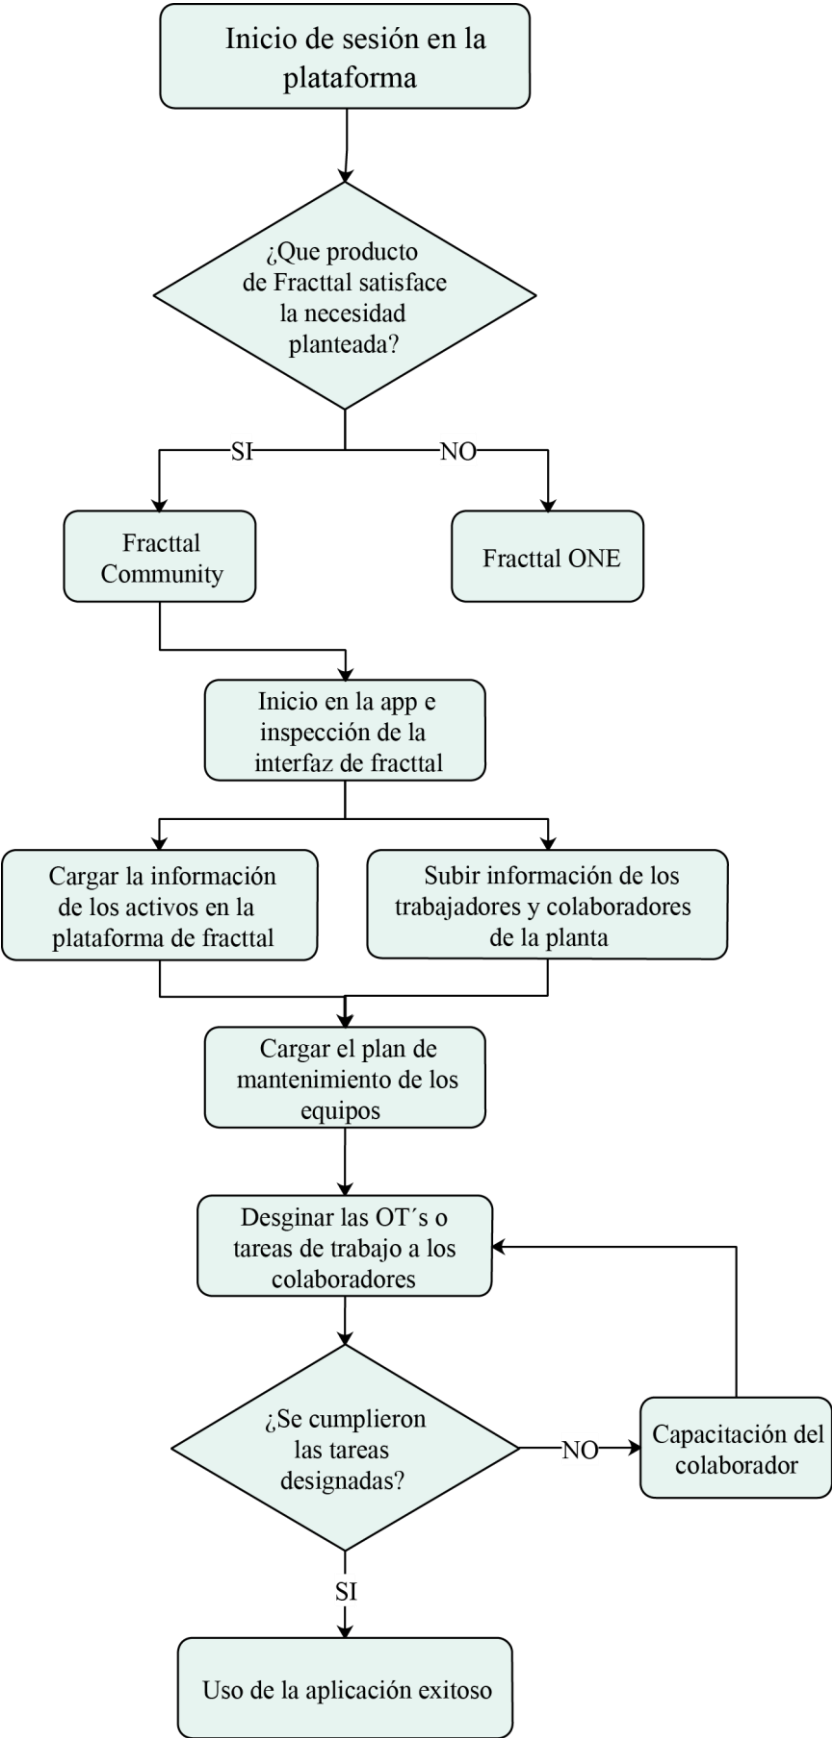 Inicio de sesión en la
plataforma
¿Que producto
de Fracttal satisface
la necesidad
planteada?
SI
NO
Fracttal
Community
Fracttal ONE
Inicio en la app e
inspección de la
interfaz de fracttal
Cargar la información
de los activos en la
plataforma de fracttal
Subir información de los
trabajadores y colaboradores
de la planta
Cargar el plan de
mantenimiento de los
equipos
Desginar las OT´s o
tareas de trabajo a los
colaboradores
¿Se cumplieron
las tareas
designadas?
NO
Capacitación del
colaborador
SI
Uso de la aplicación exitoso